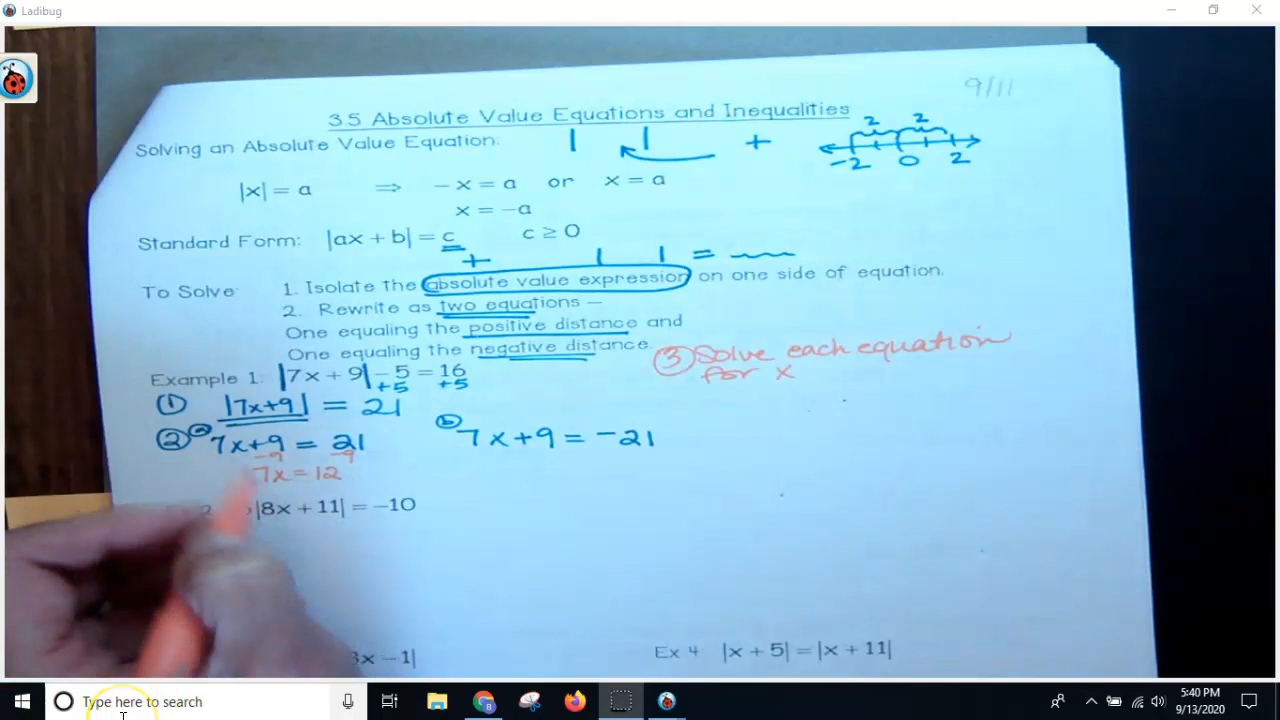 Ladibug
9/11
3.5 Absolute Value Equations and Inequalities
Solving an Absolute Value Equation: | | +
2 2
-2 0 2
|x| = a ⇒ -x = a or x = a
x = -a
Standard Form: |ax + b| = c c ≥ 0
+ | | =
To Solve: 1. Isolate the absolute value expression on one side of equation.
2. Rewrite as two equations –
One equaling the positive distance and
One equaling the negative distance.
③ Solve each equation
for x
Example 1: |7x + 9| - 5 = 16
+5 +5
① |7x+9| = 21
② ⓐ 7x+9 = 21 ⓑ 7x+9 = -21
-9 -9
7x = 12
|8x + 11| = -10
3x - 1| Ex 4 |x + 5| = |x + 11|
Type here to search
5:40 PM
9/13/2020